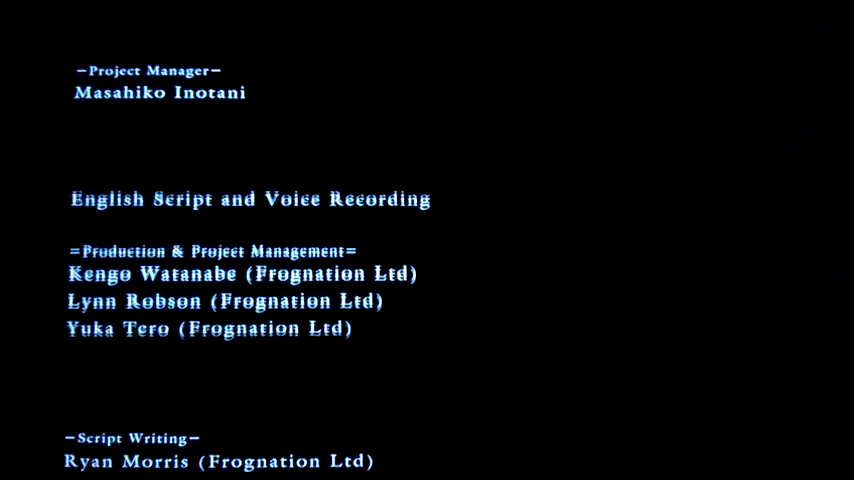 -Project Manager-
Masahiko Inotani
English Script and Voice Recording
-Production & Project Management-
Kengo Watanabe (Frognation Ltd)
Lynn Robson (Frognation Ltd)
Yuka Tero (Frognation Ltd)
-Script Writing-
Ryan Morris (Frognation Ltd)